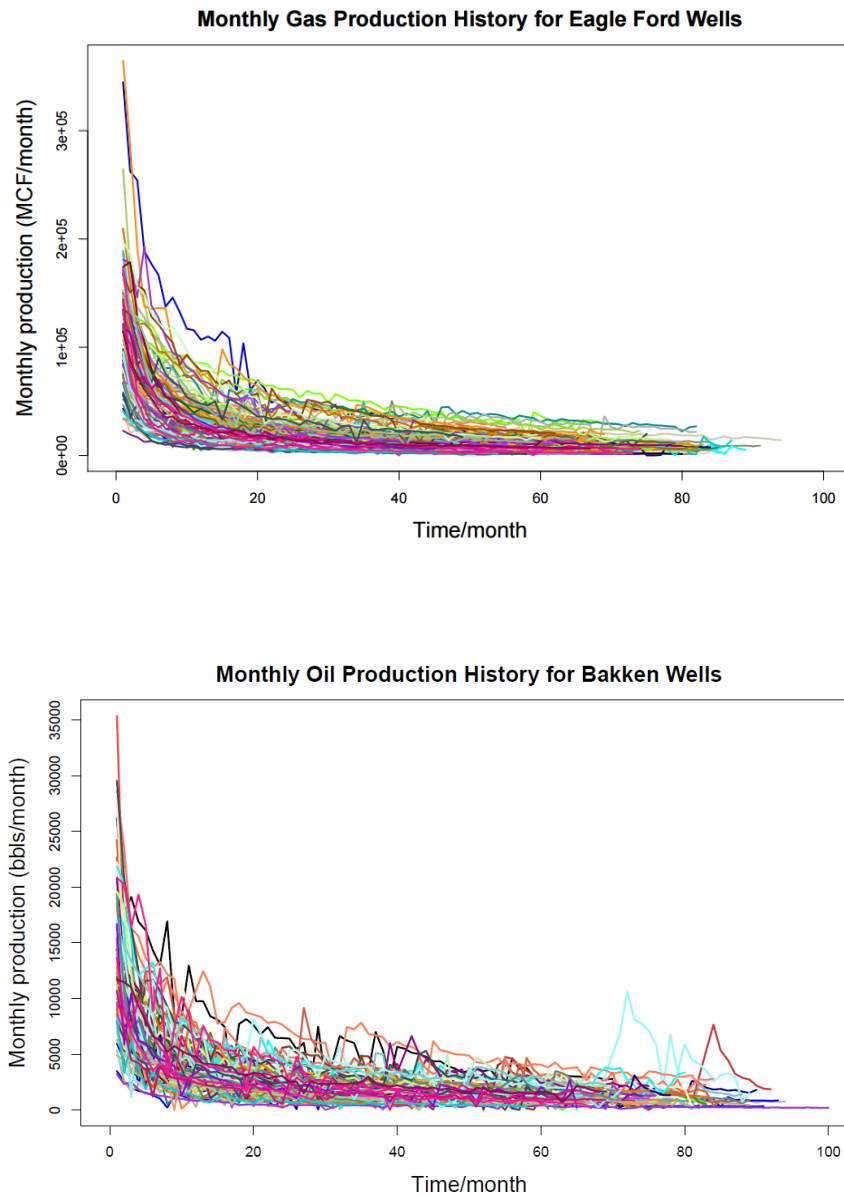 Monthly Gas Production History for Eagle Ford Wells
Monthly production (MCF/month)
3e+05
2e+05
1e+05
0e+00
0 20 40 60 80 100
Time/month
Monthly Oil Production History for Bakken Wells
Monthly production (bbls/month)
35000
30000
25000
20000
15000
10000
5000
0
0 20 40 60 80 100
Time/month